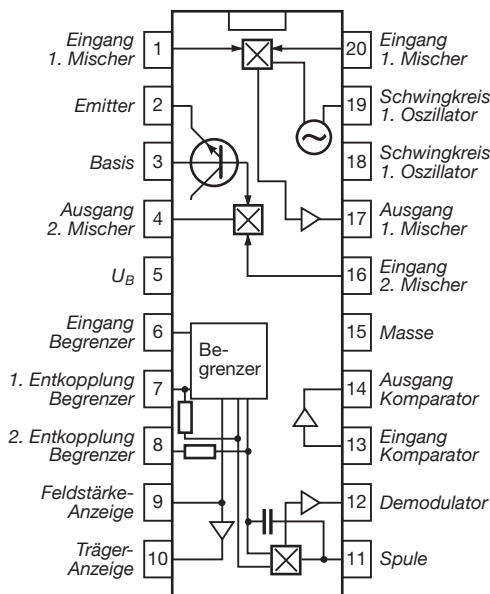 Eingang
1. Mischer
1
20
Eingang
1. Mischer
Emitter
2
19
Schwingkreis
1. Oszillator
Basis
3
18
Schwingkreis
1. Oszillator
Ausgang
2. Mischer
4
17
Ausgang
1. Mischer
U_B
5
16
Eingang
2. Mischer
Eingang
Begrenzer
6
Be-
grenzer
15
Masse
1. Entkopplung
Begrenzer
7
14
Ausgang
Komparator
2. Entkopplung
Begrenzer
8
13
Eingang
Komparator
Feldstärke-
Anzeige
9
12
Demodulator
Träger-
Anzeige
10
11
Spule